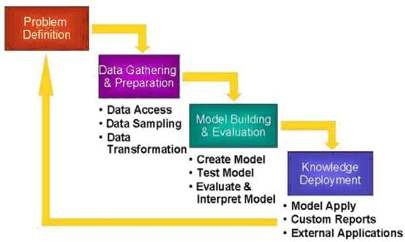 Problem
Definition
Data Gathering
& Preparation
• Data Access
• Data Sampling
• Data
Transformation
Model Building
& Evaluation
• Create Model
• Test Model
• Evaluate &
Interpret Model
Knowledge
Deployment
• Model Apply
• Custom Reports
• External Applications